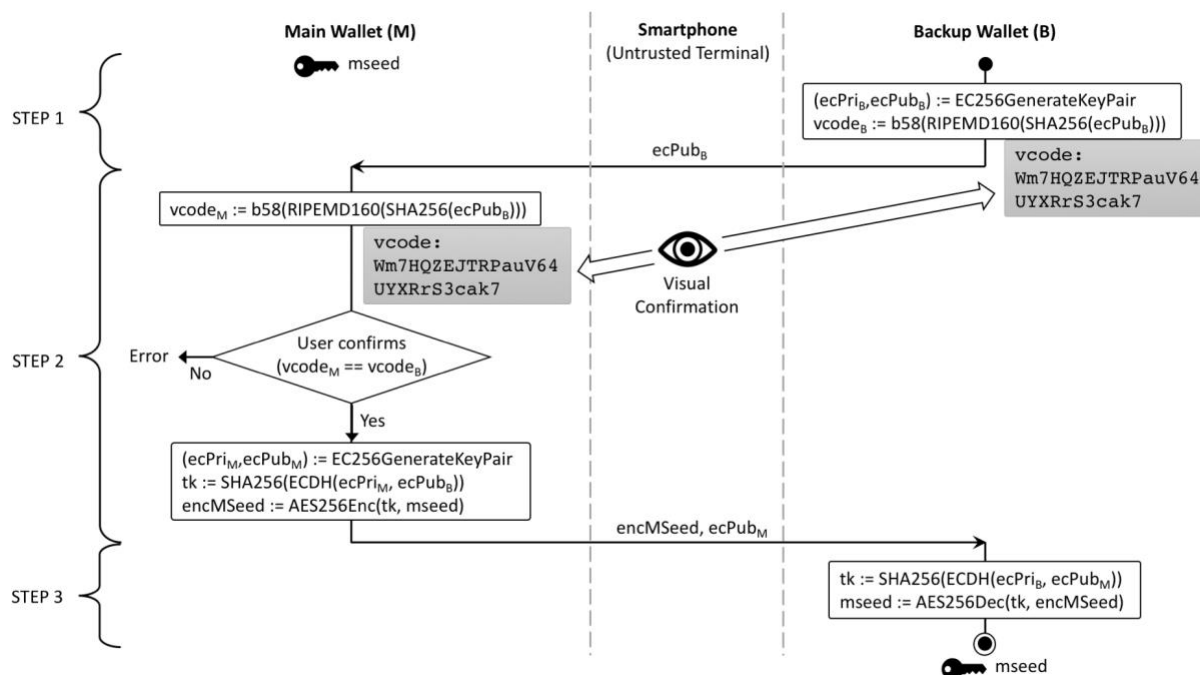 Main Wallet (M)
mseed
Smartphone
(Untrusted Terminal)
Backup Wallet (B)
STEP 1
(ecPriB,ecPubB) := EC256GenerateKeyPair
vcodeB := b58(RIPEMD160(SHA256(ecPubB)))
ecPubB
vcode:
Wm7HQZEJTRPauV64
UYXRrS3cak7
vcodeM := b58(RIPEMD160(SHA256(ecPubB)))
vcode:
Wm7HQZEJTRPauV64
UYXRrS3cak7
Visual
Confirmation
STEP 2
Error
No
User confirms
(vcodeM == vcodeB)
Yes
(ecPriM,ecPubM) := EC256GenerateKeyPair
tk := SHA256(ECDH(ecPriM, ecPubB))
encMSeed := AES256Enc(tk, mseed)
encMSeed, ecPubM
STEP 3
tk := SHA256(ECDH(ecPriB, ecPubM))
mseed := AES256Dec(tk, encMSeed)
mseed